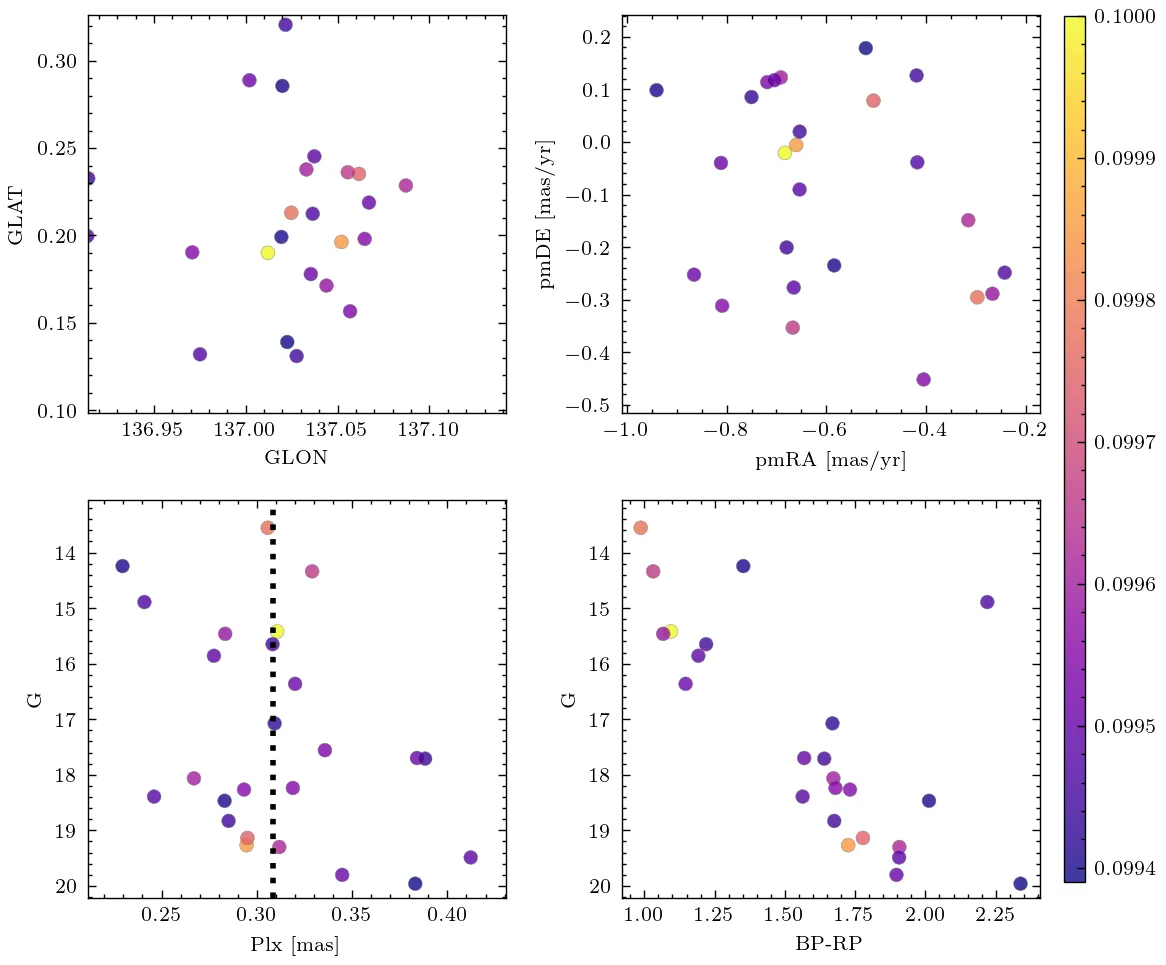 0.30
0.25
0.20
0.15
0.10
GLAT
136.95 137.00 137.05 137.10
GLON
0.2
0.1
0.0
−0.1
−0.2
−0.3
−0.4
−0.5
pmDE [mas/yr]
−1.0 −0.8 −0.6 −0.4 −0.2
pmRA [mas/yr]
14
15
16
17
18
19
20
G
0.25 0.30 0.35 0.40
Plx [mas]
14
15
16
17
18
19
20
G
1.00 1.25 1.50 1.75 2.00 2.25
BP-RP
0.1000
0.0999
0.0998
0.0997
0.0996
0.0995
0.0994